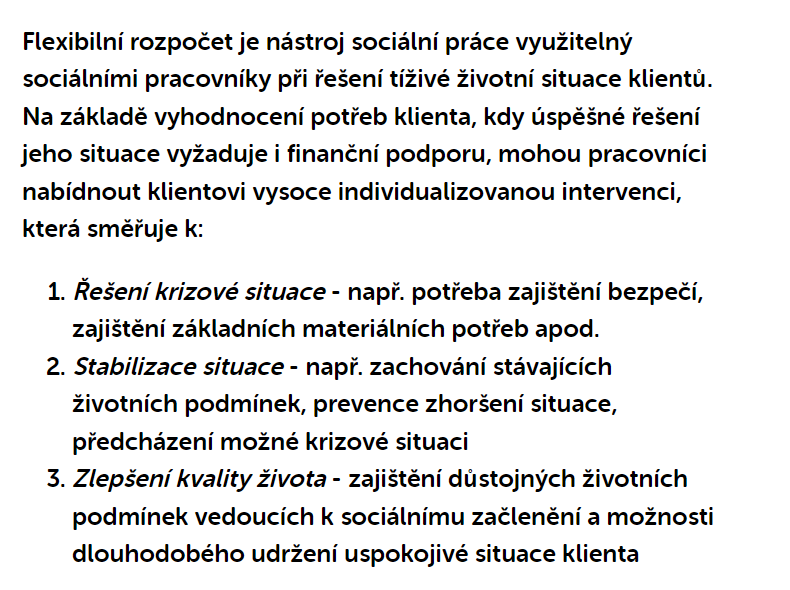 Flexibilní rozpočet je nástroj sociální práce využitelný
sociálními pracovníky při řešení tíživé životní situace klientů.
Na základě vyhodnocení potřeb klienta, kdy úspěšné řešení
jeho situace vyžaduje i finanční podporu, mohou pracovníci
nabídnout klientovi vysoce individualizovanou intervenci,
která směřuje k:
1. Řešení krizové situace - např. potřeba zajištění bezpečí,
zajištění základních materiálních potřeb apod.
2. Stabilizace situace - např. zachování stávajících
životních podmínek, prevence zhoršení situace,
předcházení možné krizové situaci
3. Zlepšení kvality života - zajištění důstojných životních
podmínek vedoucích k sociálnímu začlenění a možnosti
dlouhodobého udržení uspokojivé situace klienta